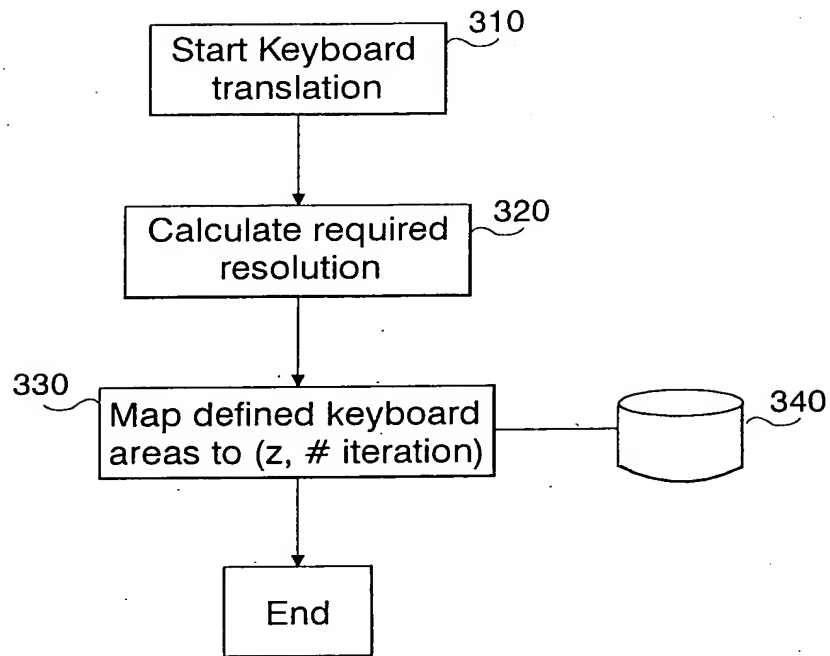 310
Start Keyboard
translation
320
Calculate required
resolution
330
Map defined keyboard
areas to (z, # iteration)
340
End